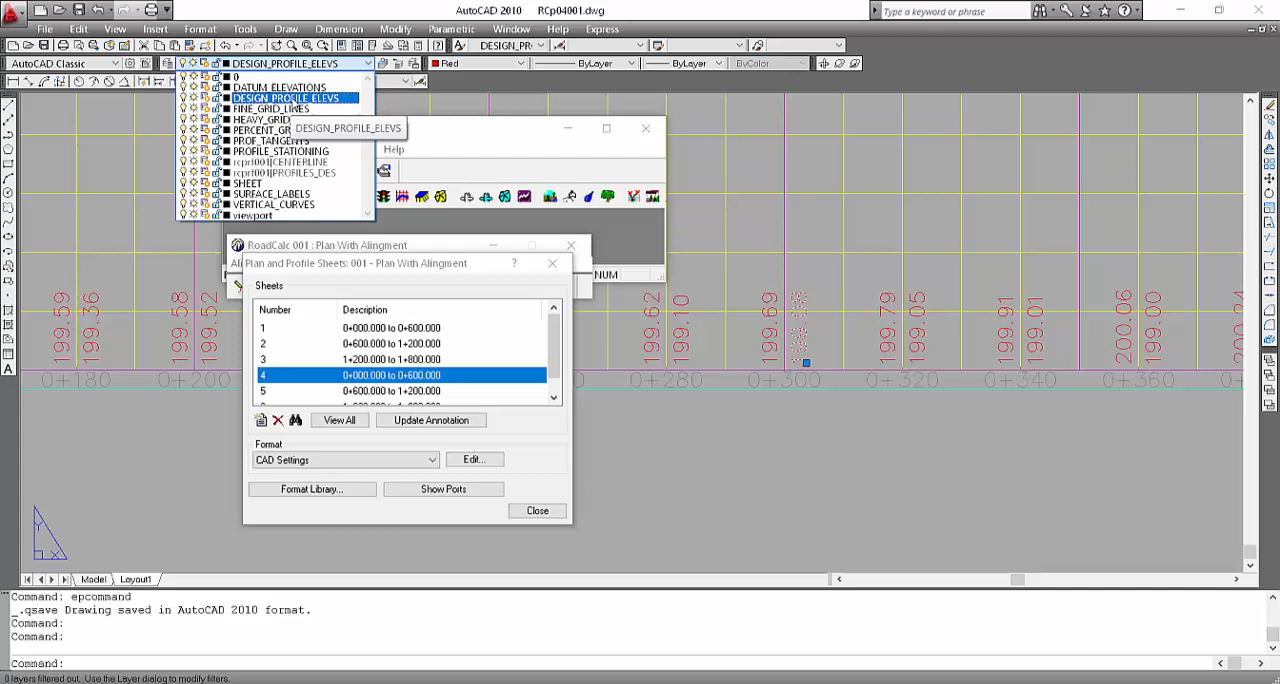 AutoCAD 2010 RCp04001.dwg
Type a keyword or phrase
File Edit View Insert Format Tools Draw Dimension Modify Parametric Window Help Express
DESIGN_PR
AutoCAD Classic
DESIGN_PROFILE_ELEVS
Red
ByLayer
ByLayer
ByColor
0
DATUM_ELEVATIONS
DESIGN_PROFILE_ELEVS
FINE_GRID_LINES
HEAVY_GRID
DESIGN_PROFILE_ELEVS
PERCENT_GR
PROF_TANGENTS
PROFILE_STATIONING
rcprf001|CENTERLINE
rcprf001|PROFILES_DES
SHEET
SURFACE_LABELS
VERTICAL_CURVES
viewport
Help
NUM
RoadCalc 001 : Plan With Alingment
Plan and Profile Sheets: 001 - Plan With Alingment
Sheets
Number Description
1 0+000.000 to 0+600.000
2 0+600.000 to 1+200.000
3 1+200.000 to 1+800.000
4 0+000.000 to 0+600.000
5 0+600.000 to 1+200.000
View All
Update Annotation
Format
CAD Settings
Edit...
Format Library...
Show Ports
Close
199.59
199.36
199.58
199.52
199.62
199.10
199.69
199.79
199.05
199.91
199.01
200.06
199.00
0+180
0+200
0+280
0+300
0+320
0+340
0+360
Model Layout1
Command: epcommand
_.qsave Drawing saved in AutoCAD 2010 format.
Command:
Command:
Command:
0 layers filtered out. Use the Layer dialog to modify filters.